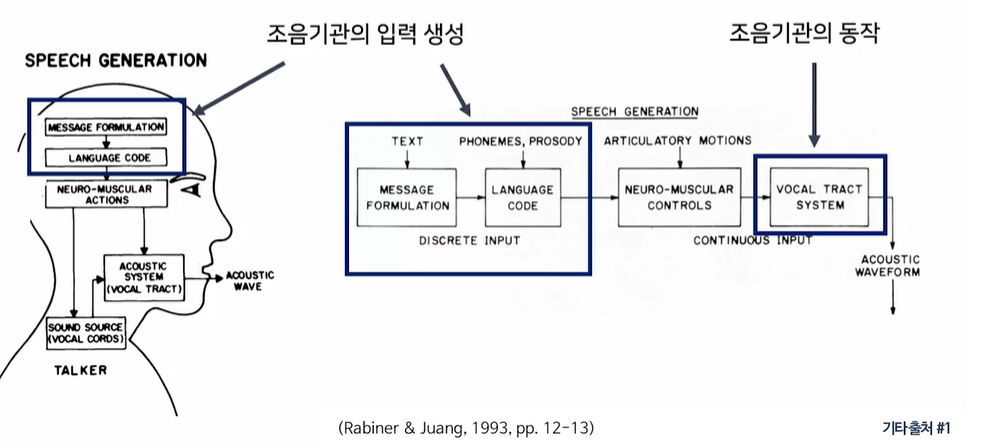 조음기관의 입력 생성
조음기관의 동작
SPEECH GENERATION
MESSAGE FORMULATION
LANGUAGE CODE
NEURO-MUSCULAR
ACTIONS
ACOUSTIC
SYSTEM
(VOCAL TRACT)
ACOUSTIC
WAVE
SOUND SOURCE
(VOCAL CORDS)
TALKER
SPEECH GENERATION
TEXT
PHONEMES, PROSODY
ARTICULATORY MOTIONS
MESSAGE
FORMULATION
LANGUAGE
CODE
NEURO-MUSCULAR
CONTROLS
VOCAL TRACT
SYSTEM
DISCRETE INPUT
CONTINUOUS INPUT
ACOUSTIC
WAVEFORM
(Rabiner & Juang, 1993, pp. 12-13)
기타출처 #1